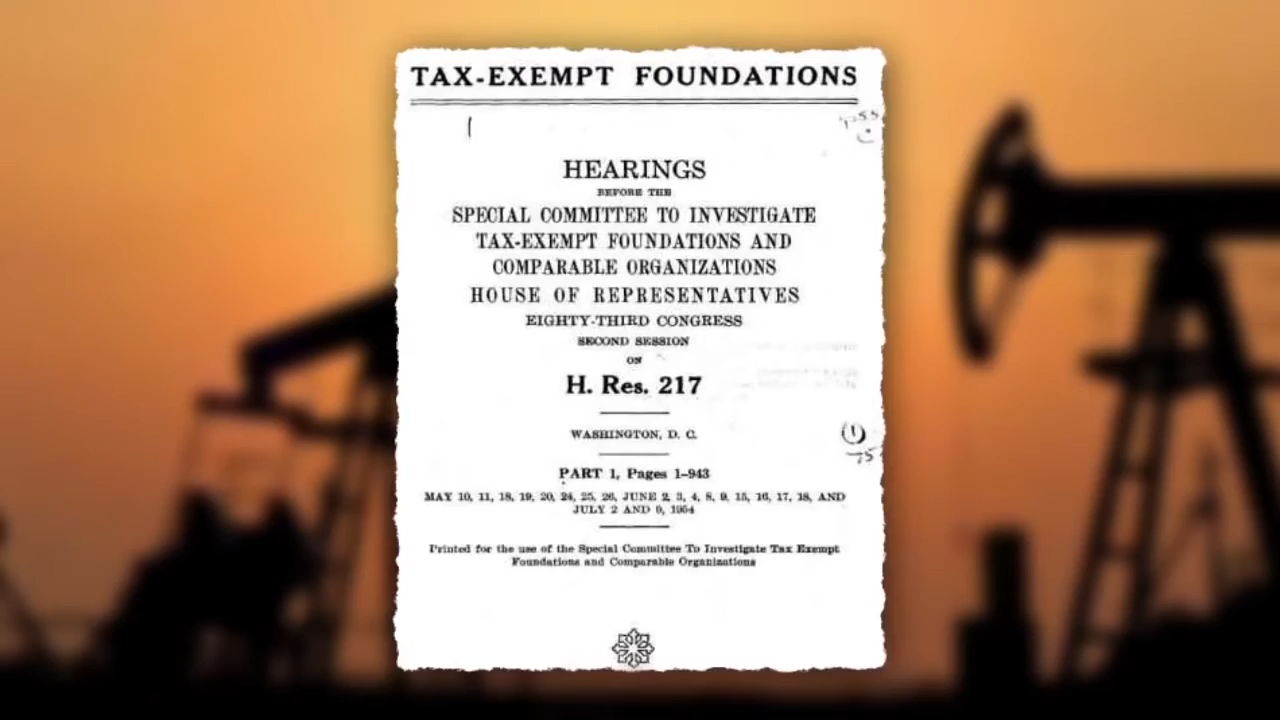 TAX-EXEMPT FOUNDATIONS
HEARINGS
BEFORE THE
SPECIAL COMMITTEE TO INVESTIGATE
TAX-EXEMPT FOUNDATIONS AND
COMPARABLE ORGANIZATIONS
HOUSE OF REPRESENTATIVES
EIGHTY-THIRD CONGRESS
SECOND SESSION
ON
H. Res. 217
WASHINGTON, D. C.
PART 1, Pages 1–943
MAY 10, 11, 18, 19, 20, 24, 25, 26, JUNE 2, 3, 4, 8, 9, 15, 16, 17, 18, AND
JULY 2 AND 9, 1954
Printed for the use of the Special Committee To Investigate Tax Exempt
Foundations and Comparable Organizations